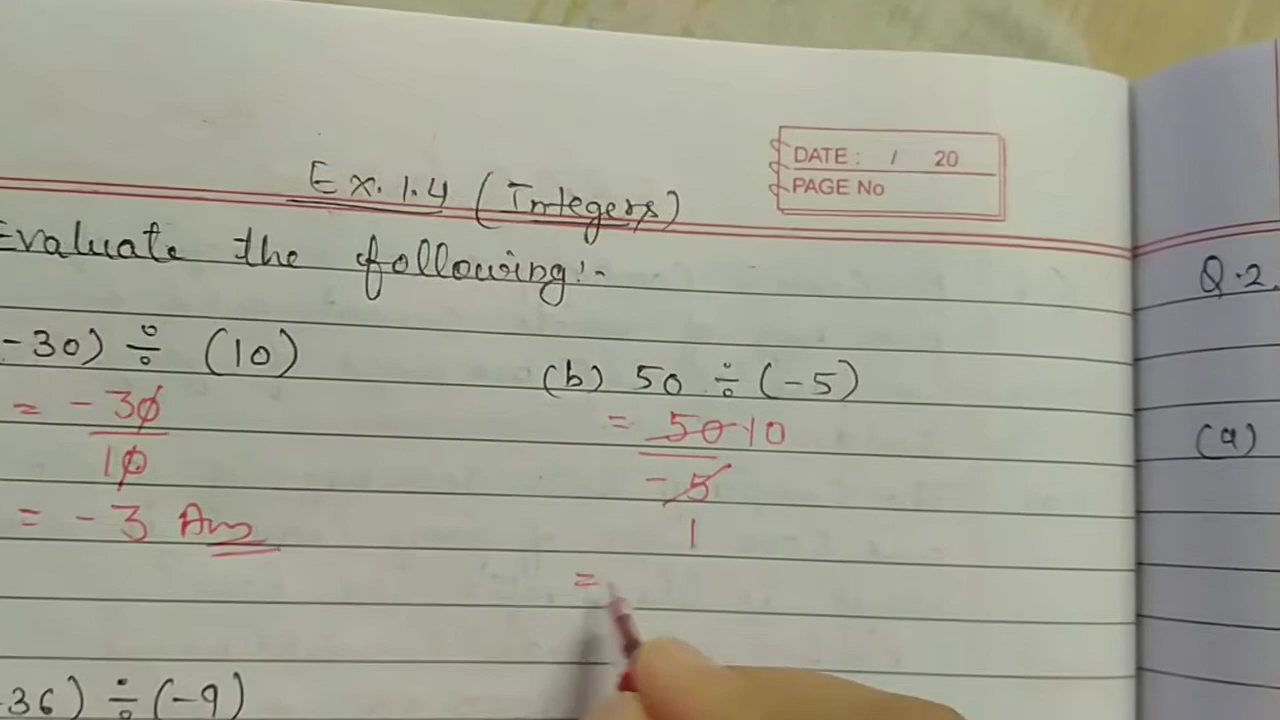 DATE : / 20
PAGE No
Ex. 1.4 (Integers)
Evaluate the following:-
-30) ÷ (10)
= -30
10
= -3 Ans
(b) 50 ÷ (-5)
= 50 10
-5
1
=
36) ÷ (-9)
Q.2.
(a)